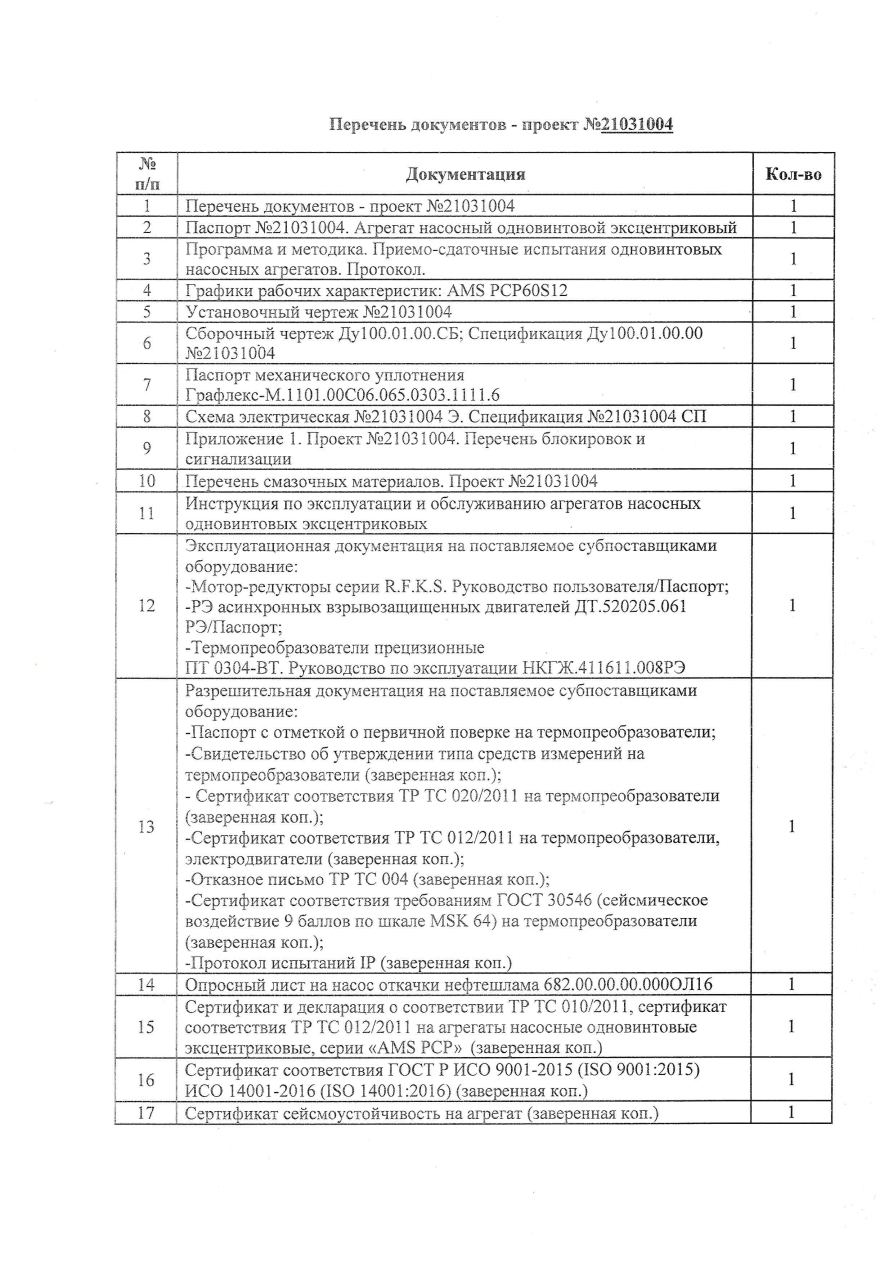 Перечень документов - проект №21031004
№
п/п
Документация
Кол-во
1 Перечень документов - проект №21031004 1
2 Паспорт №21031004. Агрегат насосный одновинтовой эксцентриковый 1
3 Программа и методика. Приемо-сдаточные испытания одновинтовых
насосных агрегатов. Протокол. 1
4 Графики рабочих характеристик: AMS PCP60S12 1
5 Установочный чертеж №21031004 1
6 Сборочный чертеж Ду100.01.00.СБ; Спецификация Ду100.01.00.00
№21031004 1
7 Паспорт механического уплотнения
Графлекс-М.1101.00С06.065.0303.1111.6 1
8 Схема электрическая №21031004 Э. Спецификация №21031004 СП 1
9 Приложение 1. Проект №21031004. Перечень блокировок и
сигнализации 1
10 Перечень смазочных материалов. Проект №21031004 1
11 Инструкция по эксплуатации и обслуживанию агрегатов насосных
одновинтовых эксцентриковых 1
12 Эксплуатационная документация на поставляемое субпоставщиками
оборудование:
-Мотор-редукторы серии R.F.K.S. Руководство пользователя/Паспорт;
-РЭ асинхронных взрывозащищенных двигателей ДТ.520205.061
РЭ/Паспорт;
-Термопреобразователи прецизионные
ПТ 0304-ВТ. Руководство по эксплуатации НКГЖ.411611.008РЭ 1
13 Разрешительная документация на поставляемое субпоставщиками
оборудование:
-Паспорт с отметкой о первичной поверке на термопреобразователи;
-Свидетельство об утверждении типа средств измерений на
термопреобразователи (заверенная коп.);
- Сертификат соответствия ТР ТС 020/2011 на термопреобразователи
(заверенная коп.);
-Сертификат соответствия ТР ТС 012/2011 на термопреобразователи,
электродвигатели (заверенная коп.);
-Отказное письмо ТР ТС 004 (заверенная коп.);
-Сертификат соответствия требованиям ГОСТ 30546 (сейсмическое
воздействие 9 баллов по шкале MSK 64) на термопреобразователи
(заверенная коп.);
-Протокол испытаний IP (заверенная коп.) 1
14 Опросный лист на насос откачки нефтешлама 682.00.00.00.000ОЛ16 1
15 Сертификат и декларация о соответствии ТР ТС 010/2011, сертификат
соответствия ТР ТС 012/2011 на агрегаты насосные одновинтовые
эксцентриковые, серии «AMS PCP» (заверенная коп.) 1
16 Сертификат соответствия ГОСТ Р ИСО 9001-2015 (ISO 9001:2015)
ИСО 14001-2016 (ISO 14001:2016) (заверенная коп.) 1
17 Сертификат сейсмоустойчивость на агрегат (заверенная коп.) 1